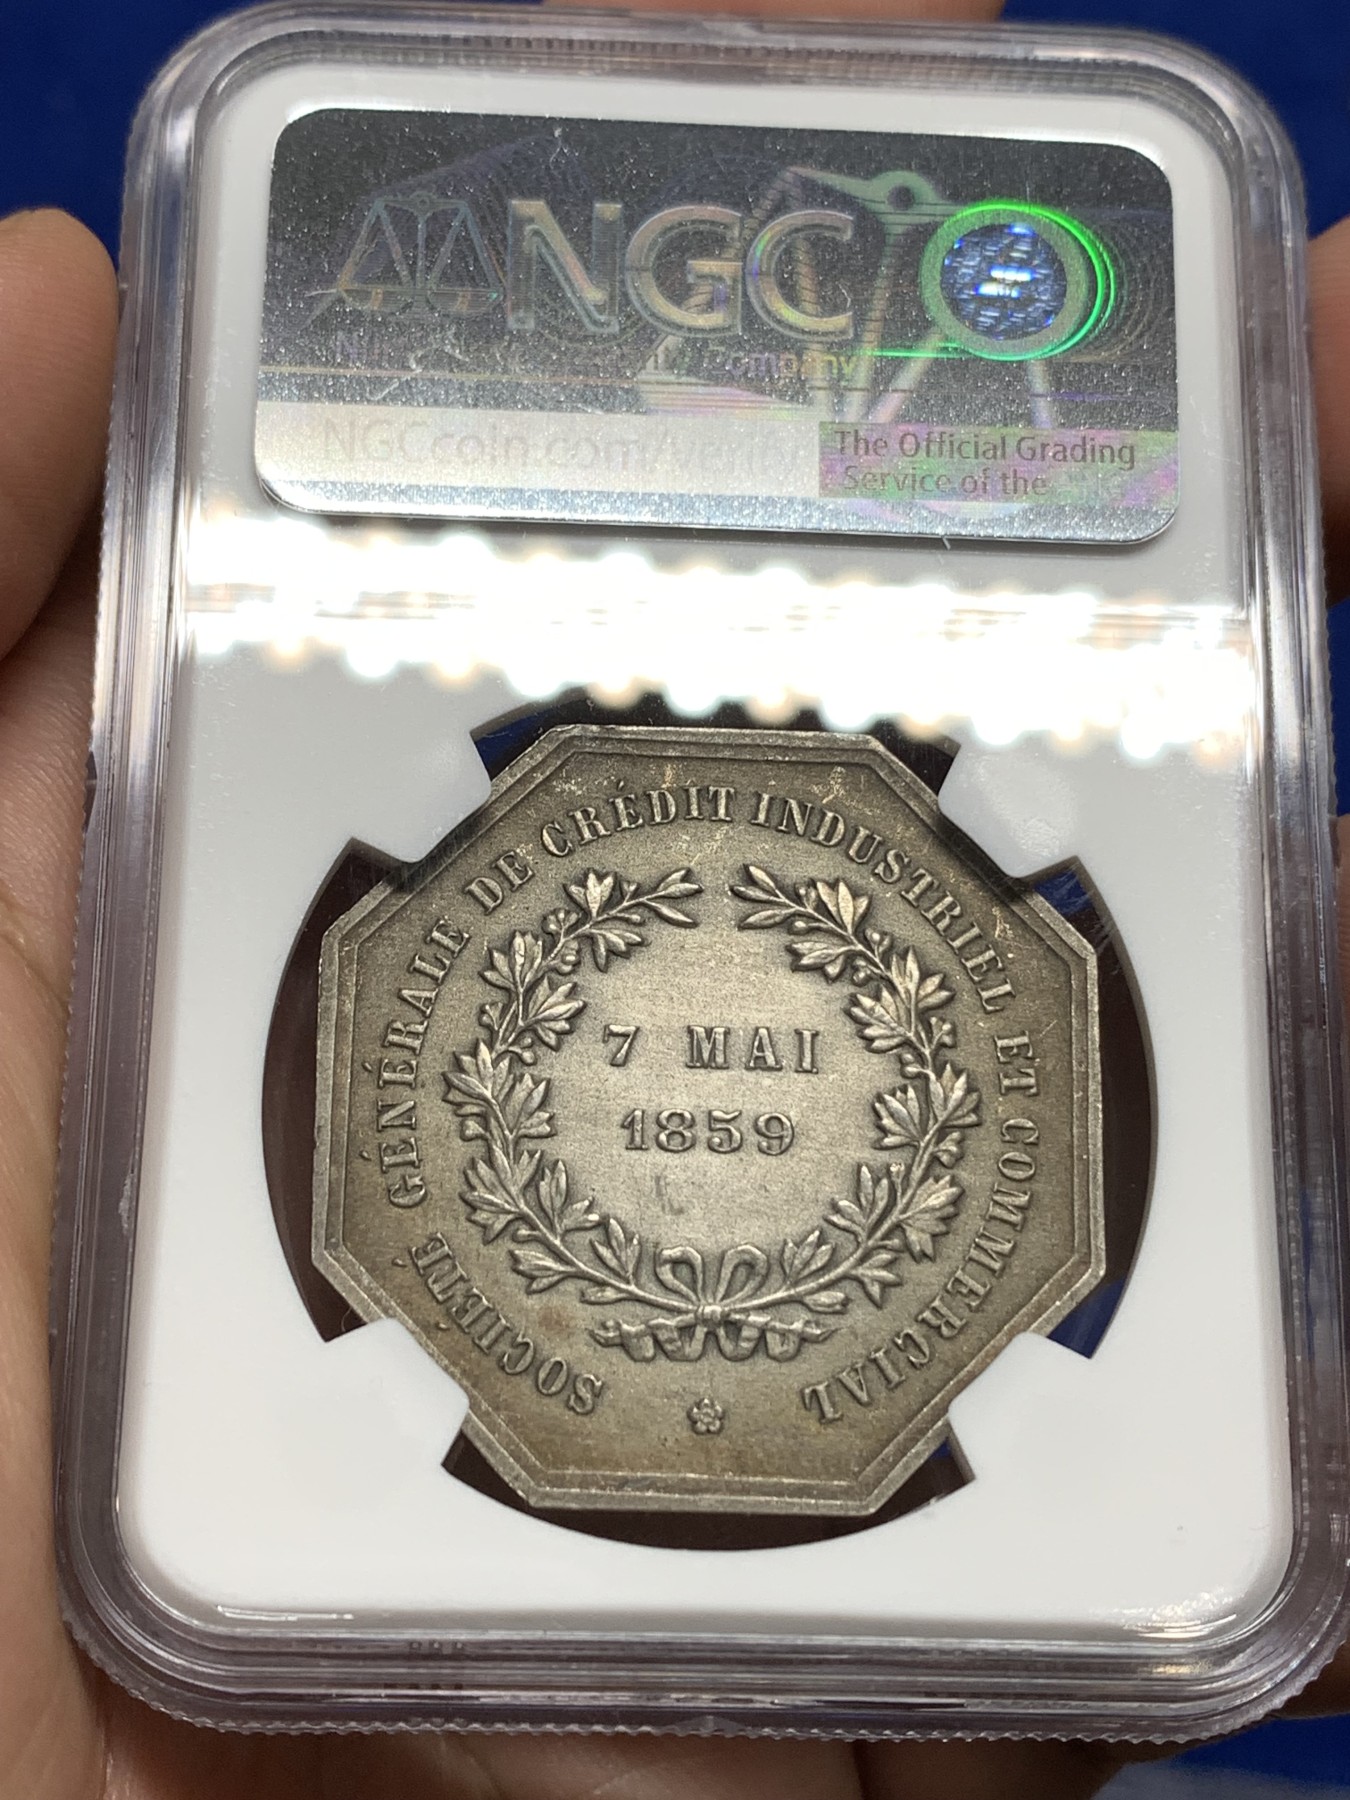 NGC
Company
NGCcoin.com/verify
The Official Grading
Service of the
SOCIÉTÉ GÉNÉRALE DE CRÉDIT INDUSTRIEL ET COMMERCIAL
7 MAI
1859